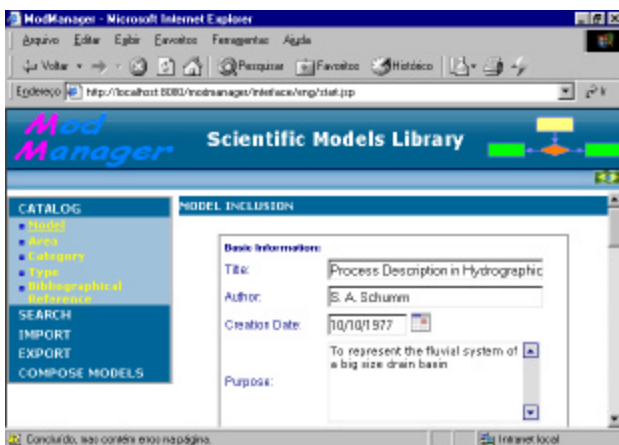 ModManager - Microsoft Internet Explorer
Arquivo Editar Exibir Favoritos Ferramentas Ajuda
Voltar Pesquisar Favoritos Histórico
Endereço http://localhost:8080/modmanager/interface/eng/start.jsp
Mod
Manager
Scientific Models Library
CATALOG
Model
Area
Category
Type
Bibliographical
Reference
SEARCH
IMPORT
EXPORT
COMPOSE MODELS
MODEL INCLUSION
Basic Information:
Title: Process Description in Hydrographic
Author: S. A. Schumm
Creation Date: 10/10/1977
Purpose: To represent the fluvial system of
a big size drain basin
Concluído, mas contém erros na página. Intranet local